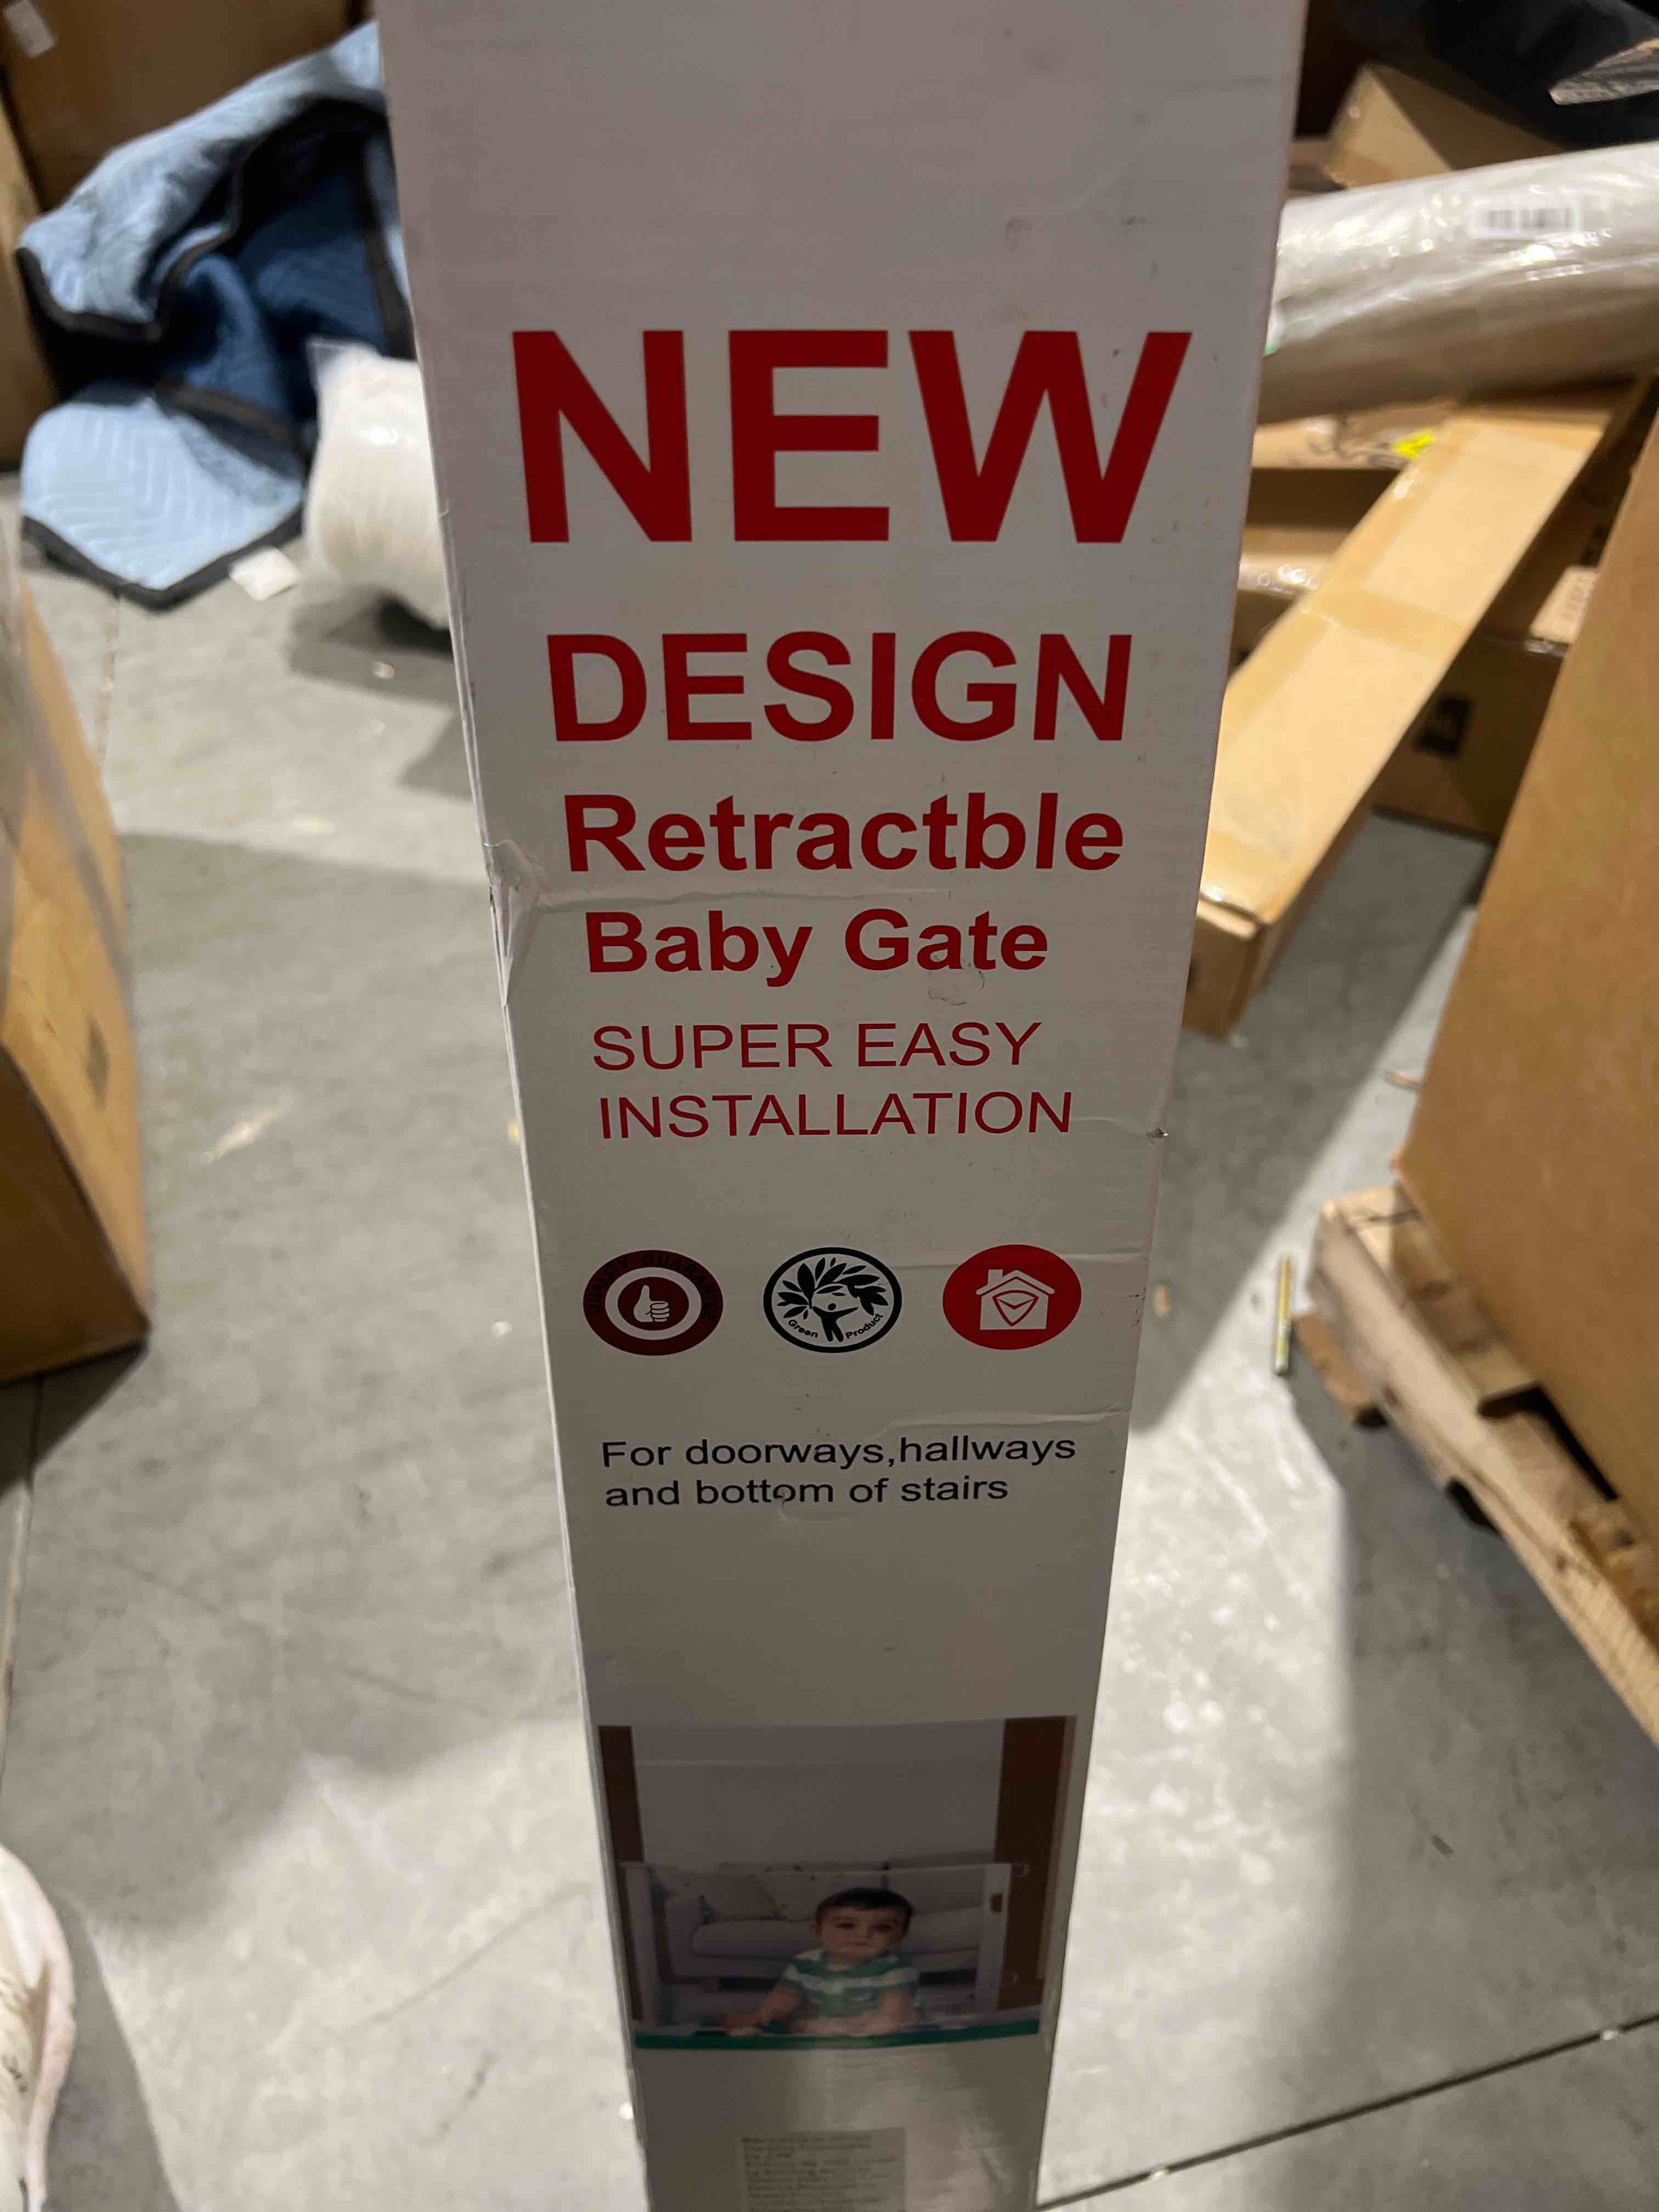 NEW
DESIGN
Retractble
Baby Gate
SUPER EASY
INSTALLATION
Green Product
For doorways,hallways
and bottom of stairs